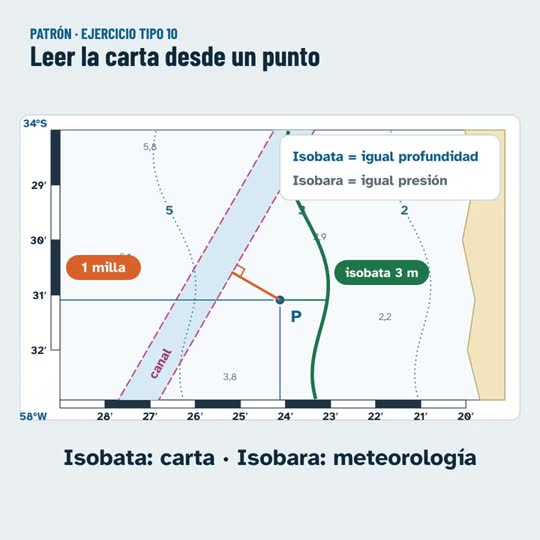 PATRÓN · EJERCICIO TIPO 10
Leer la carta desde un punto
34°S
5,8
Isobata = igual profundidad
Isobara = igual presión
29'
5
3
2
30'
2,9
1 milla
isobata 3 m
31'
P
2,2
32'
canal
3,8
58°W
28'
27'
26'
25'
24'
23'
22'
21'
20'
Isobata: carta · Isobara: meteorología